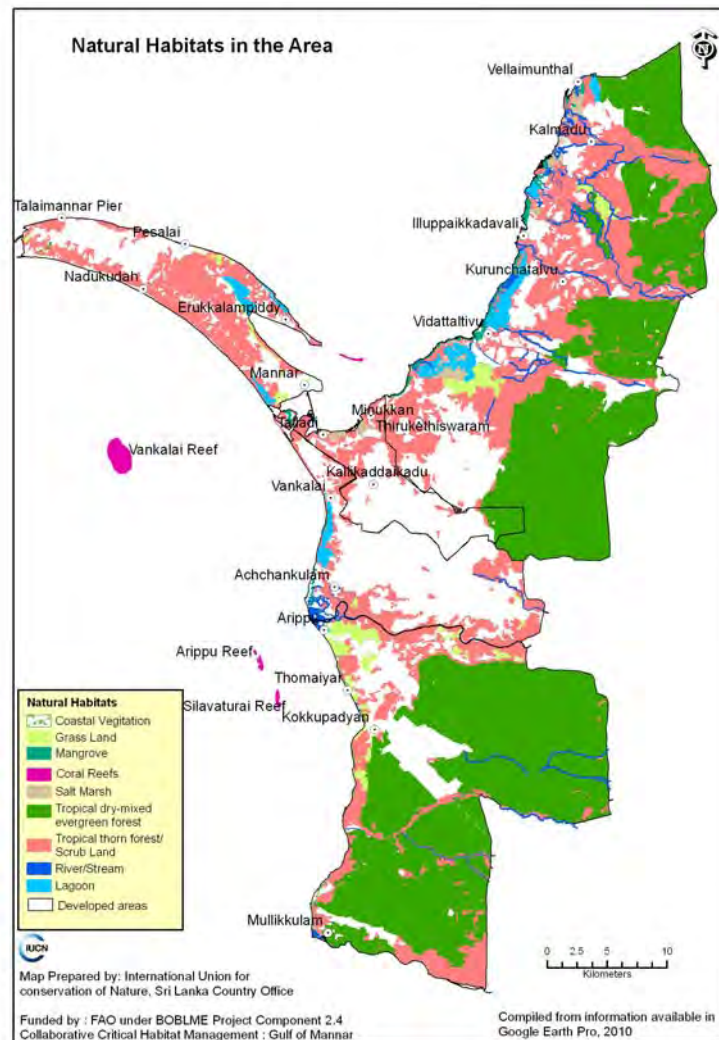 Natural Habitats in the Area
N
Vellaimunthal
Kalmadu
Talaimannar Pier
Pesalai
Illuppaikkadavali
Nadukudah
Kurunchataivu
Erukkalampiddy
Vidattaltivu
Mannar
Minukkan
Talladi
Thirukethiswaram
Vankalai Reef
Kallikaddaikadu
Vankalai
Achchankulam
Arippu
Arippu Reef
Thomaiyar
Silavaturai Reef
Kokkupadyan
Mullikkulam
Natural Habitats
Coastal Vegitation
Grass Land
Mangrove
Coral Reefs
Salt Marsh
Tropical dry-mixed
evergreen forest
Tropical thorn forest/
Scrub Land
River/Stream
Lagoon
Developed areas
IUCN
0 2.5 5 10
Kilometers
Map Prepared by: International Union for
conservation of Nature, Sri Lanka Country Office
Funded by : FAO under BOBLME Project Component 2.4
Collaborative Critical Habitat Management : Gulf of Mannar
Compiled from information available in
Google Earth Pro, 2010